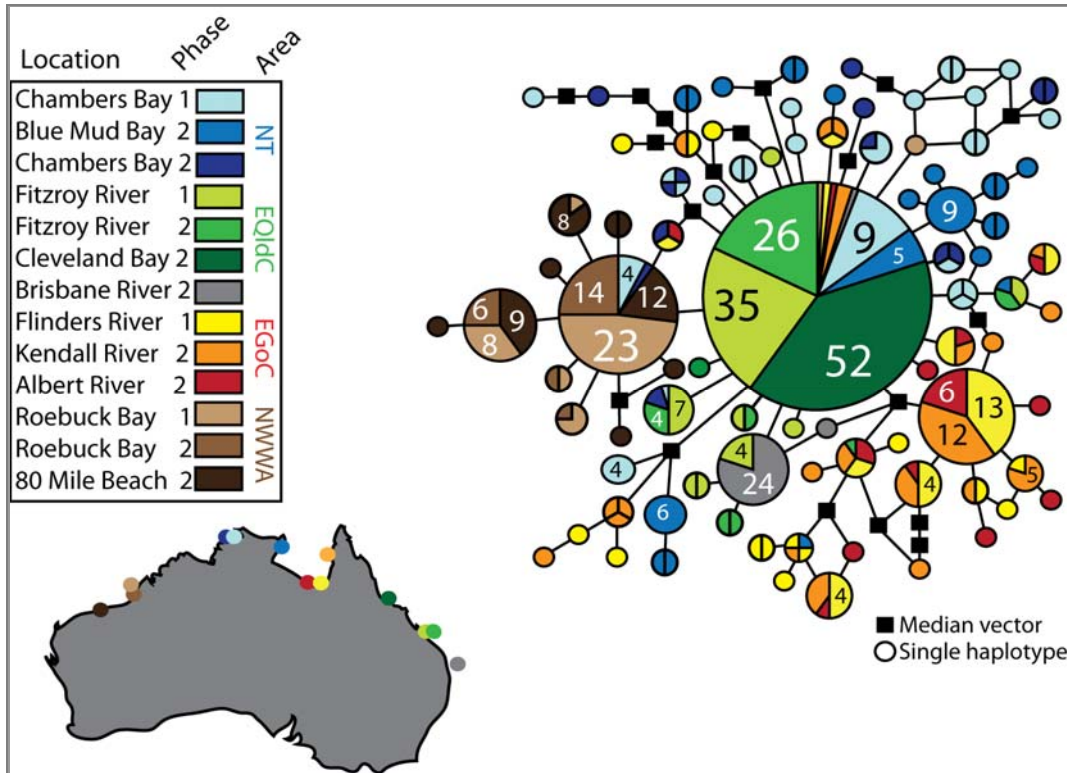 Location Phase Area
Chambers Bay 1
Blue Mud Bay 2
Chambers Bay 2
NT
Fitzroy River 1
Fitzroy River 2
Cleveland Bay 2
Brisbane River 2
EQldC
Flinders River 1
Kendall River 2
Albert River 2
EGoC
Roebuck Bay 1
Roebuck Bay 2
80 Mile Beach 2
NWWA
26
9
5
35
52
9
8
4
14
12
23
6
9
8
7
4
4
24
4
6
6
13
12
4
5
4
Median vector
Single haplotype